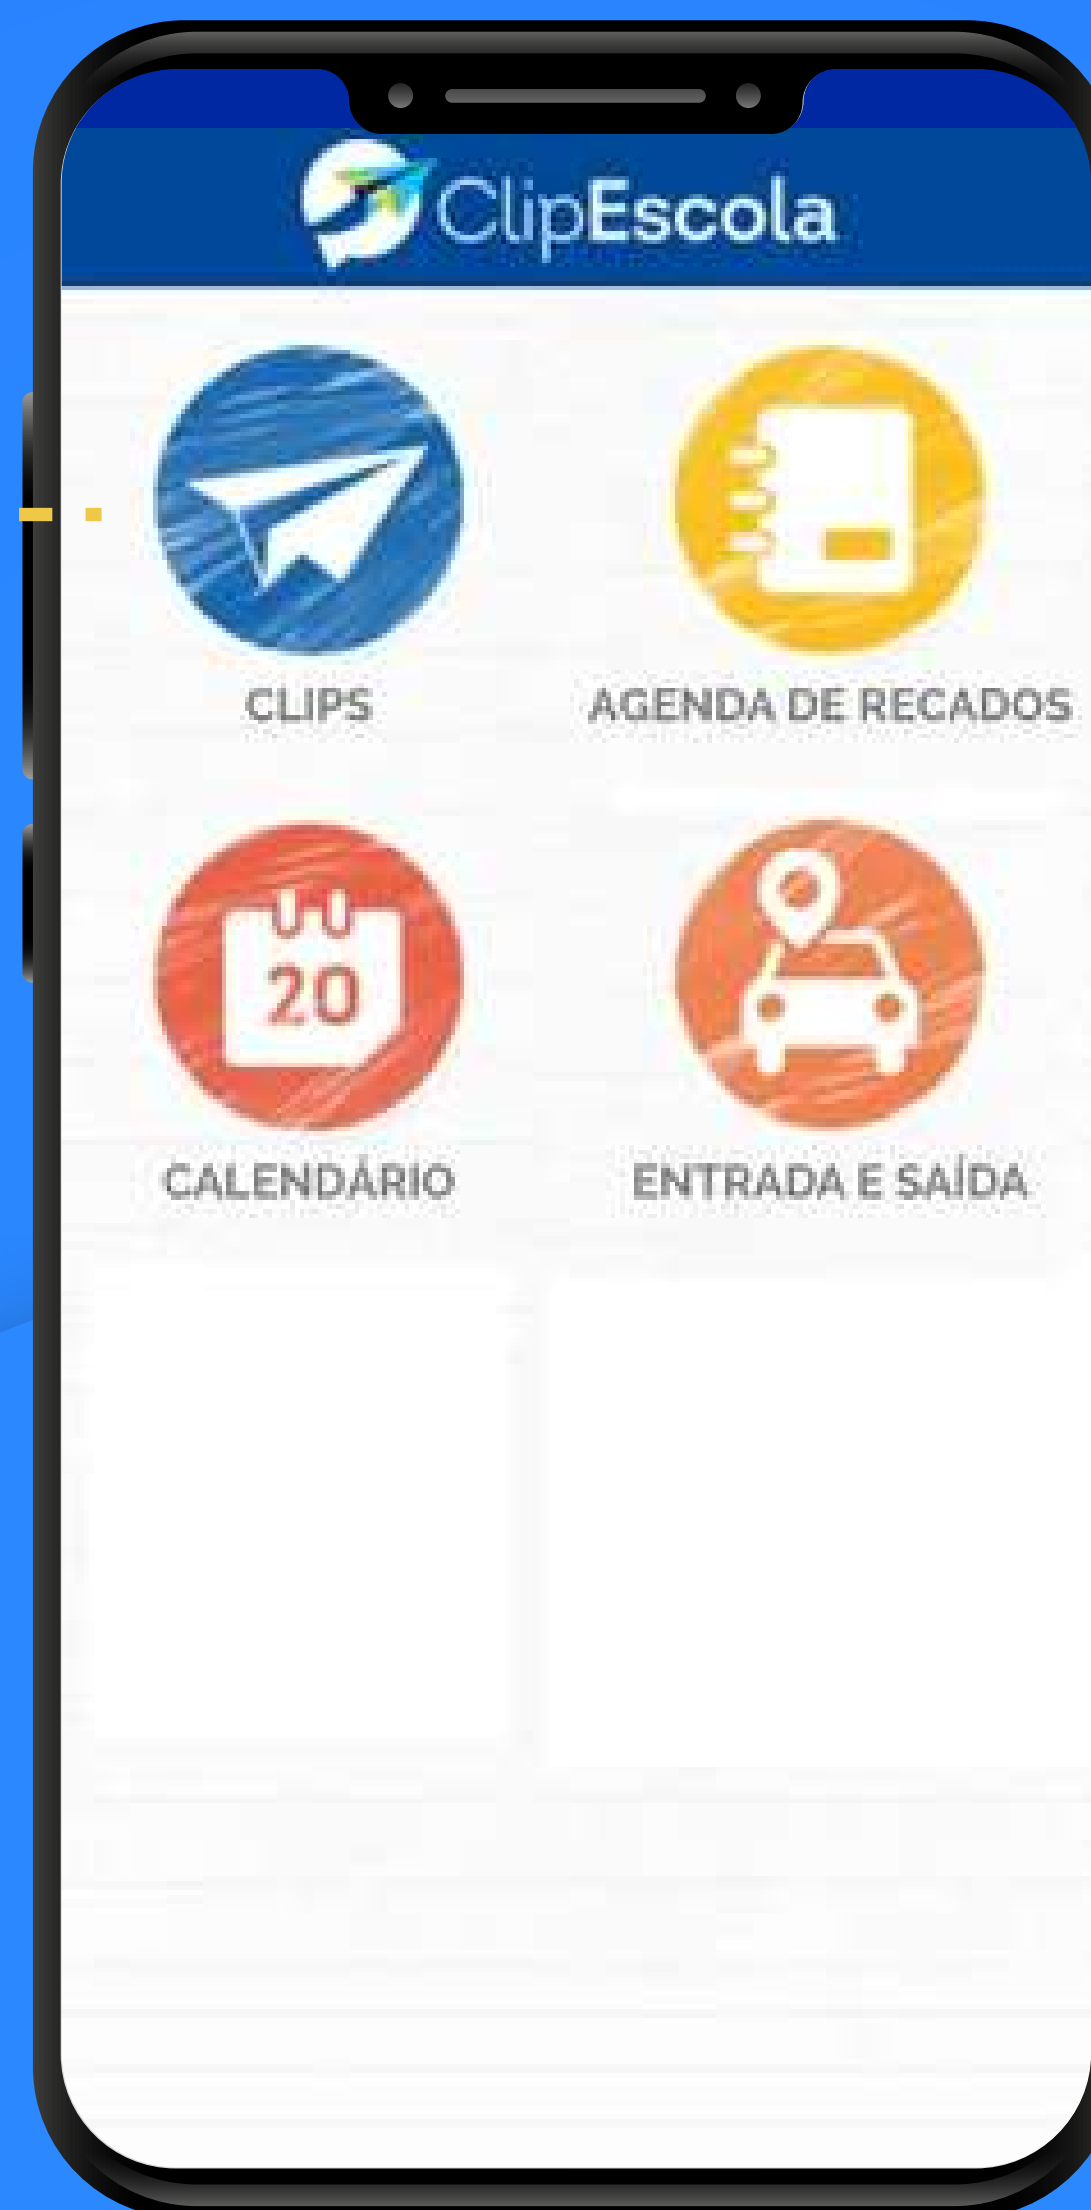 ClipEscola
CLIPS
AGENDA DE RECADOS
20
CALENDÁRIO
ENTRADA E SAÍDA